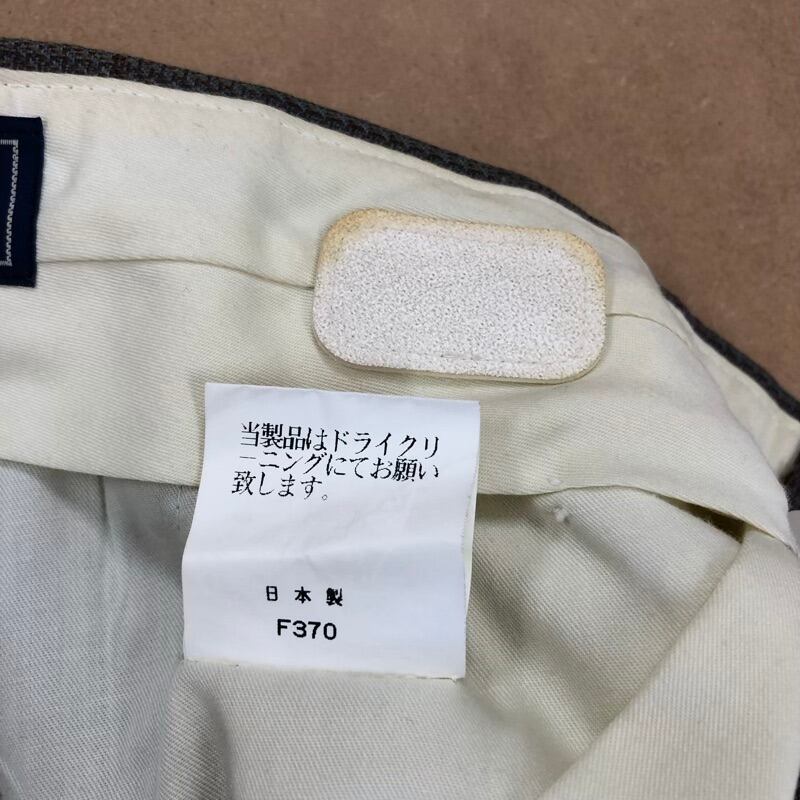 当製品はドライクリ
ーニングにてお願い
致します。
日本製
F370